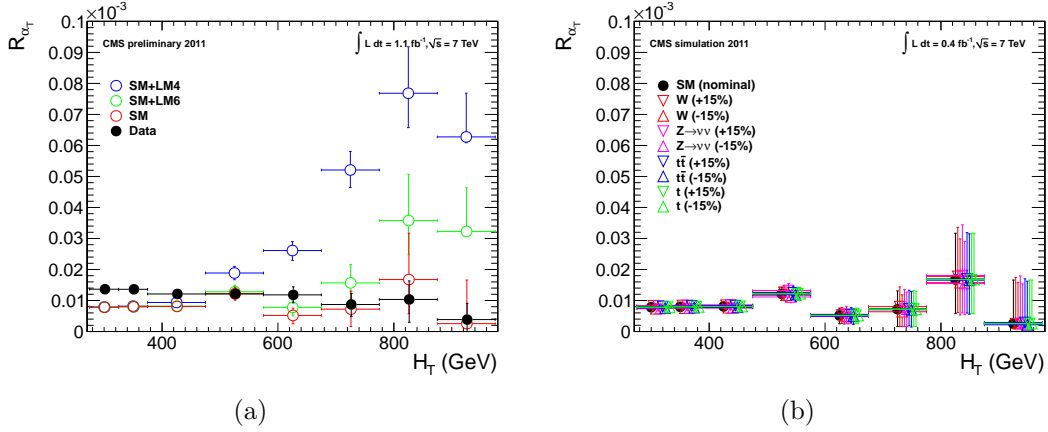 ×10⁻³
R_{α_T}
0.1
0.09
0.08
0.07
0.06
0.05
0.04
0.03
0.02
0.01
0
CMS preliminary 2011
∫ L dt = 1.1 fb⁻¹, √s = 7 TeV
SM+LM4
SM+LM6
SM
Data
400 600 800
H_T (GeV)
(a)
×10⁻³
R_{α_T}
0.1
0.09
0.08
0.07
0.06
0.05
0.04
0.03
0.02
0.01
0
CMS simulation 2011
∫ L dt = 0.4 fb⁻¹, √s = 7 TeV
SM (nominal)
W (+15%)
W (-15%)
Z→νν (+15%)
Z→νν (-15%)
tt̄ (+15%)
tt̄ (-15%)
t (+15%)
t (-15%)
400 600 800
H_T (GeV)
(b)